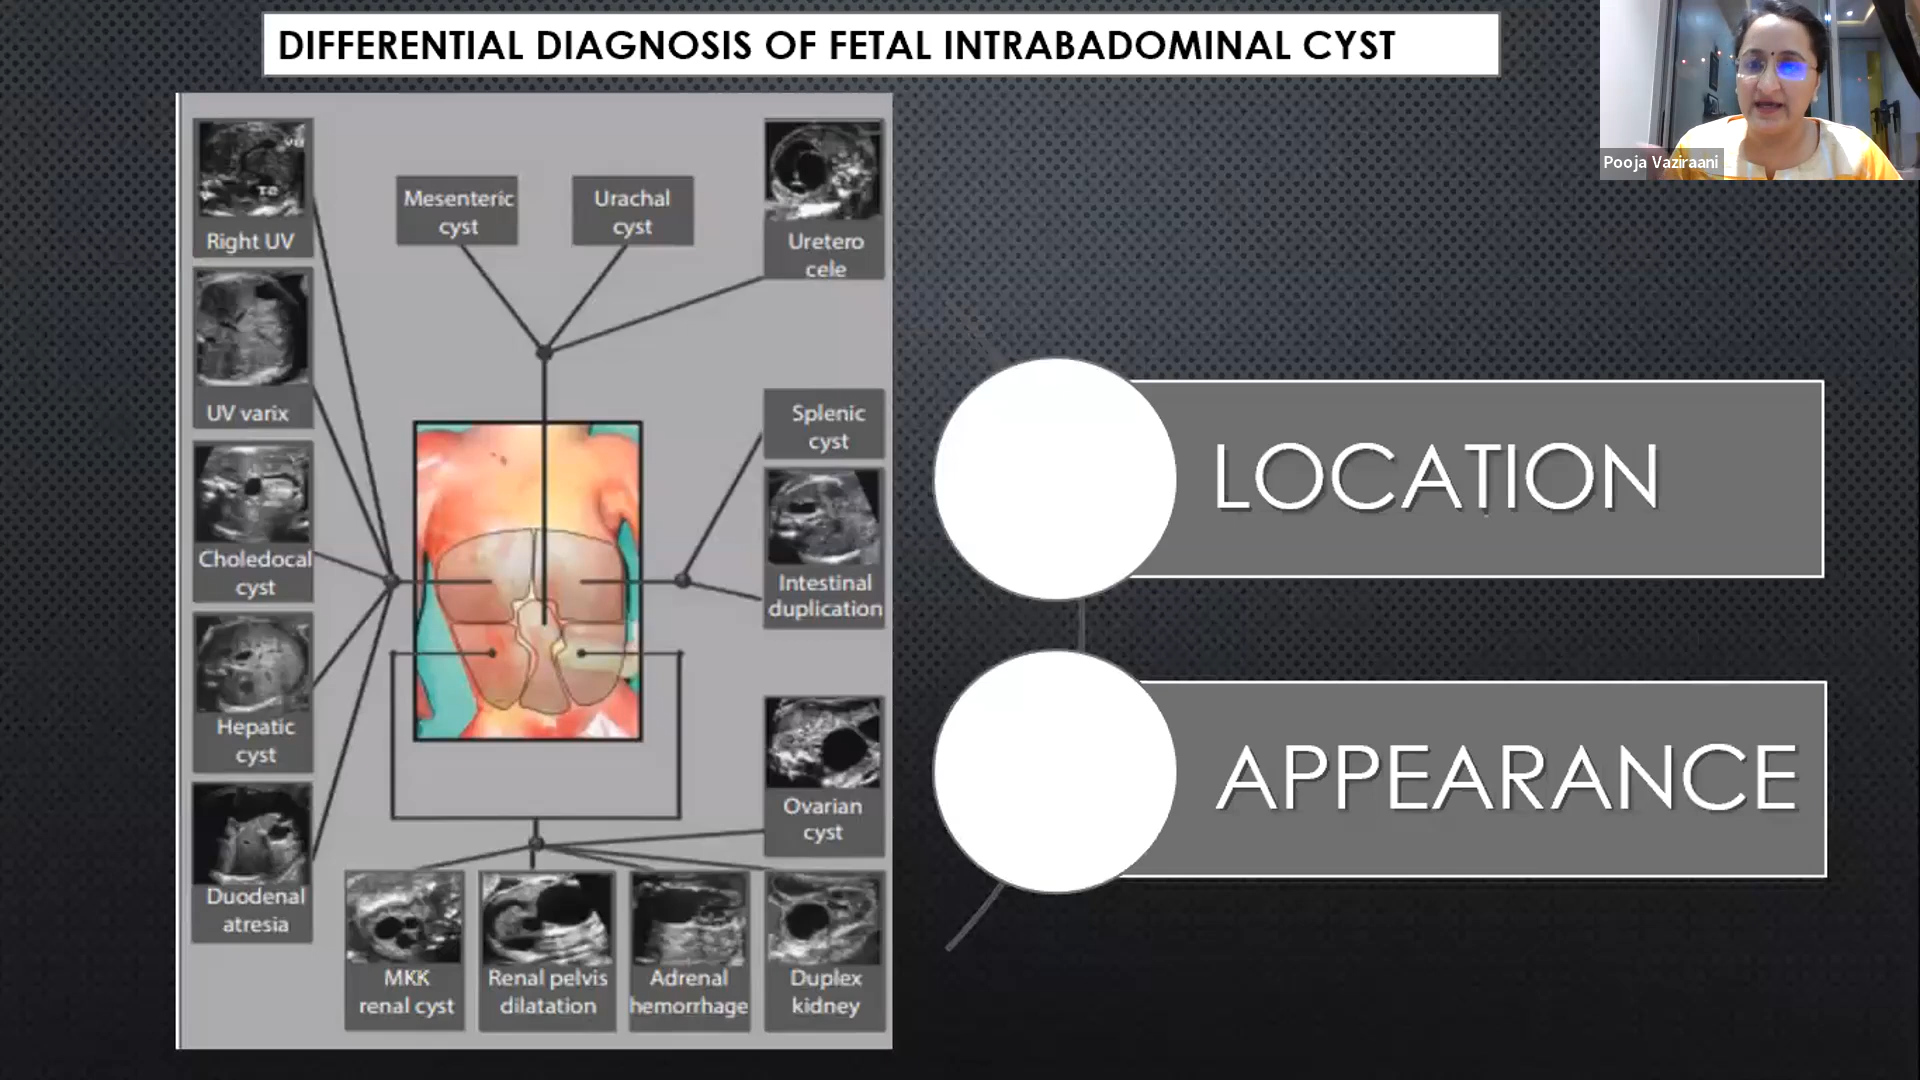 DIFFERENTIAL DIAGNOSIS OF FETAL INTRABADOMINAL CYST
Pooja Vaziraani
Right UV
UV varix
Choledocal
cyst
Hepatic
cyst
Duodenal
atresia
Mesenteric
cyst
Urachal
cyst
Uretero
cele
Splenic
cyst
Intestinal
duplication
Ovarian
cyst
MKK
renal cyst
Renal pelvis
dilatation
Adrenal
hemorrhage
Duplex
kidney
LOCATION
APPEARANCE